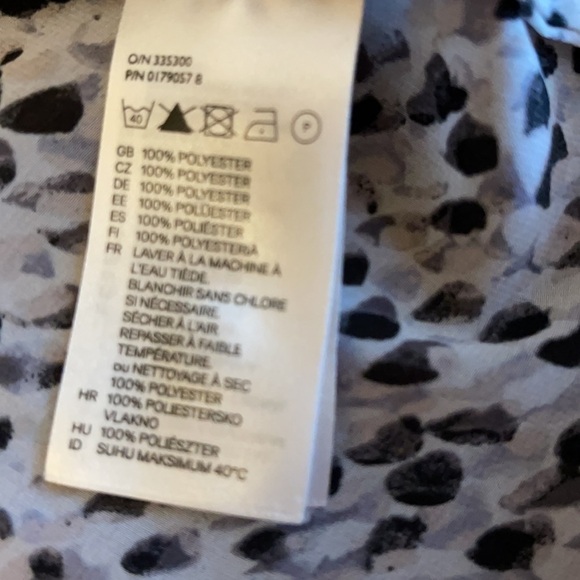 O/N 335300
P/N 0179057 8
40
P
GB 100% POLYESTER
CZ 100% POLYESTER
DE 100% POLYESTER
EE 100% POLÜESTER
ES 100% POLIÉSTER
FI 100% POLYESTERIÄ
FR LAVER À LA MACHINE À
L'EAU TIÈDE.
BLANCHIR SANS CHLORE
SI NÉCESSAIRE.
SÉCHER À L'AIR
REPASSER À FAIBLE
TEMPÉRATURE
ou NETTOYAGE À SEC
100% POLYESTER
HR 100% POLIESTERSKO
VLAKNO
HU 100% POLIÉSZTER
ID SUHU MAKSIMUM 40°C